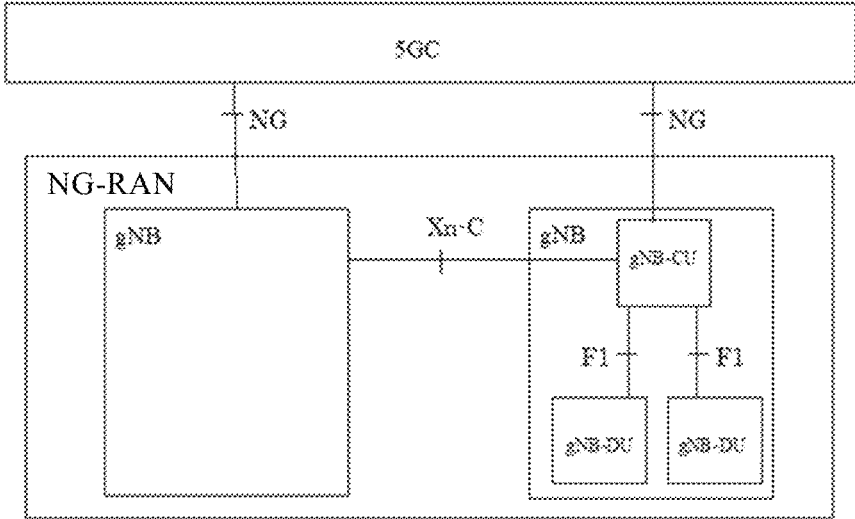 5GC
NG NG
NG-RAN
gNB Xn-C gNB
gNB-CU
F1 F1
gNB-DU gNB-DU